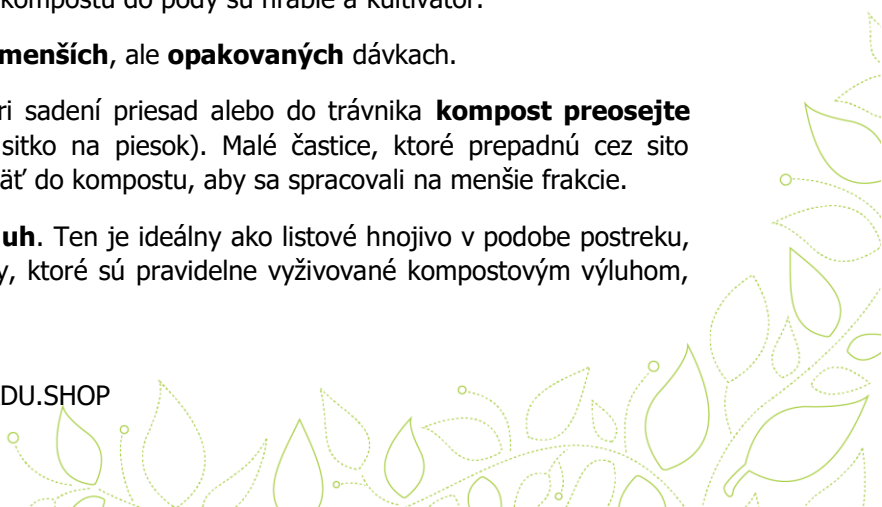 kompostu do pôdy sú hrable a kultivátor.
menších, ale opakovaných dávkach.
ri sadení priesad alebo do trávnika kompost preosejte
sitko na piesok). Malé častice, ktoré prepadnú cez sito
äť do kompostu, aby sa spracovali na menšie frakcie.
uh. Ten je ideálny ako listové hnojivo v podobe postreku,
y, ktoré sú pravidelne vyživované kompostovým výluhom,
DU.SHOP